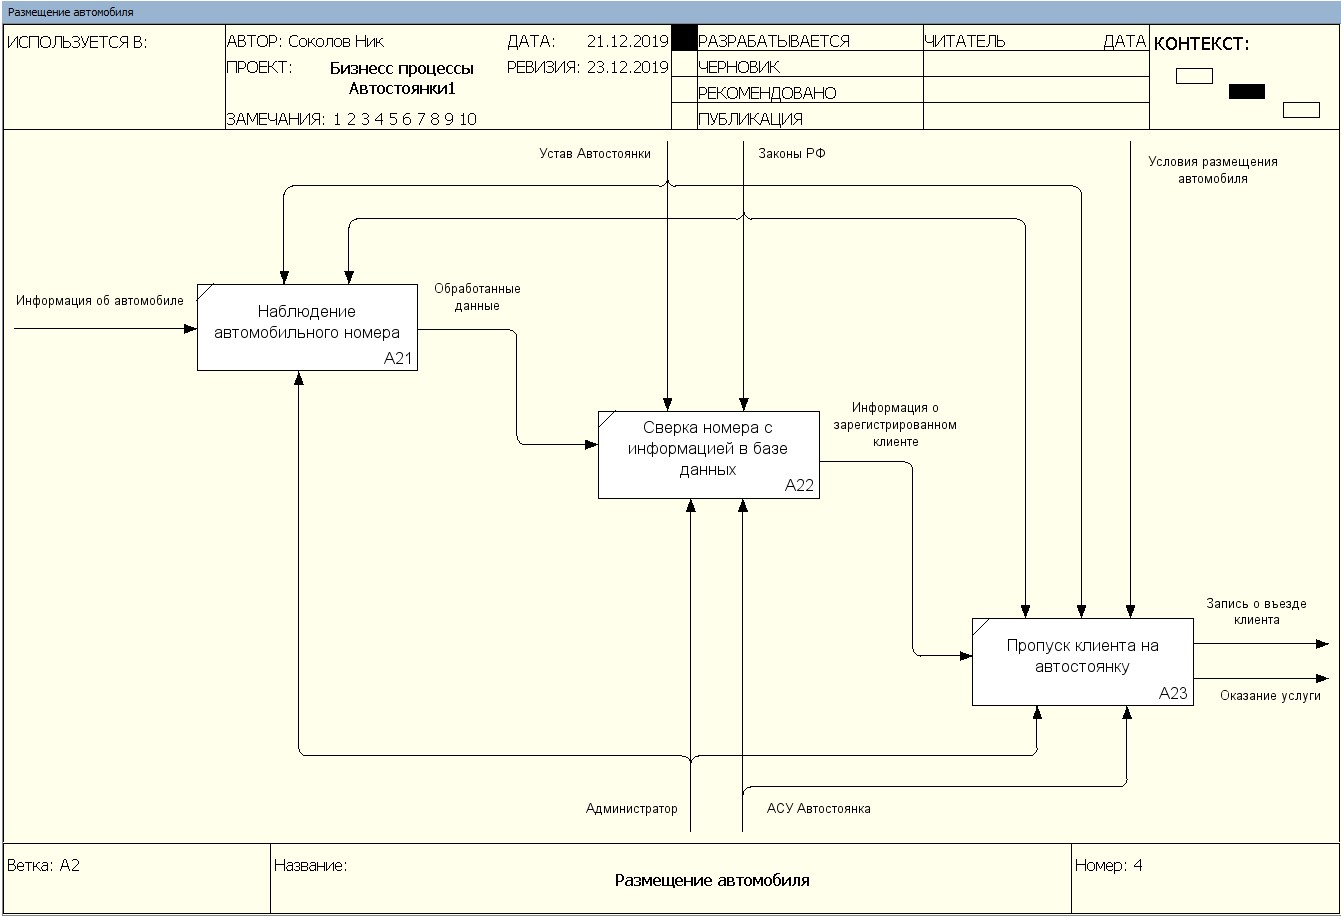 Размещение автомобиля
ИСПОЛЬЗУЕТСЯ В:
АВТОР: Соколов Ник
ДАТА: 21.12.2019
ПРОЕКТ: Бизнесс процессы
Автостоянки1
РЕВИЗИЯ: 23.12.2019
ЗАМЕЧАНИЯ: 1 2 3 4 5 6 7 8 9 10
РАЗРАБАТЫВАЕТСЯ
ЧЕРНОВИК
РЕКОМЕНДОВАНО
ПУБЛИКАЦИЯ
ЧИТАТЕЛЬ
ДАТА
КОНТЕКСТ:
Устав Автостоянки
Законы РФ
Условия размещения
автомобиля
Информация об автомобиле
Наблюдение
автомобильного номера
A21
Обработанные
данные
Сверка номера с
информацией в базе
данных
A22
Информация о
зарегистрированном
клиенте
Пропуск клиента на
автостоянку
A23
Запись о въезде
клиента
Оказание услуги
Администратор
АСУ Автостоянка
Ветка: A2
Название:
Размещение автомобиля
Номер: 4